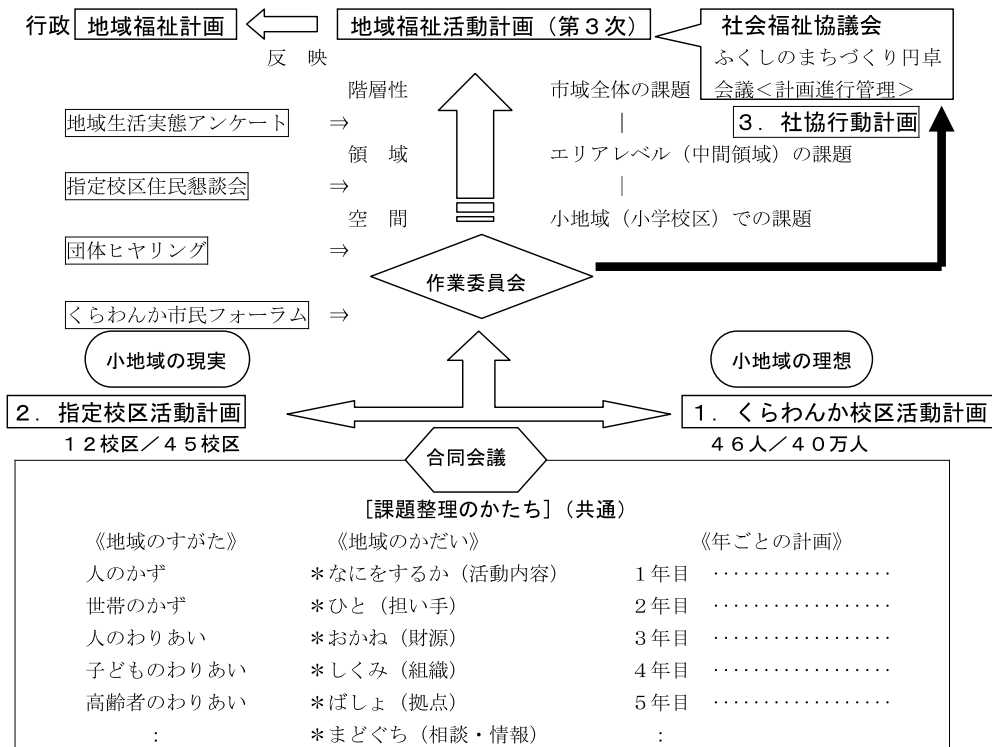 行政 地域福祉計画 地域福祉活動計画（第３次） 社会福祉協議会
反　映 ふくしのまちづくり円卓
階層性 市域全体の課題 会議＜計画進行管理＞
地域生活実態アンケート ⇒ ｜ ３．社協行動計画
領　域 エリアレベル（中間領域）の課題
指定校区住民懇談会 ⇒ ｜
空　間 小地域（小学校区）での課題
団体ヒヤリング ⇒
作業委員会
くらわんか市民フォーラム ⇒
小地域の現実 小地域の理想
２．指定校区活動計画 １．くらわんか校区活動計画
１２校区／４５校区 ４６人／４０万人
合同会議
［課題整理のかたち］（共通）
《地域のすがた》 《地域のかだい》 《年ごとの計画》
人のかず ＊なにをするか（活動内容） １年目 ‥‥‥‥‥‥‥‥‥
世帯のかず ＊ひと（担い手） ２年目 ‥‥‥‥‥‥‥‥‥
人のわりあい ＊おかね（財源） ３年目 ‥‥‥‥‥‥‥‥‥
子どものわりあい ＊しくみ（組織） ４年目 ‥‥‥‥‥‥‥‥‥
高齢者のわりあい ＊ばしょ（拠点） ５年目 ‥‥‥‥‥‥‥‥‥
： ＊まどぐち（相談・情報） ：